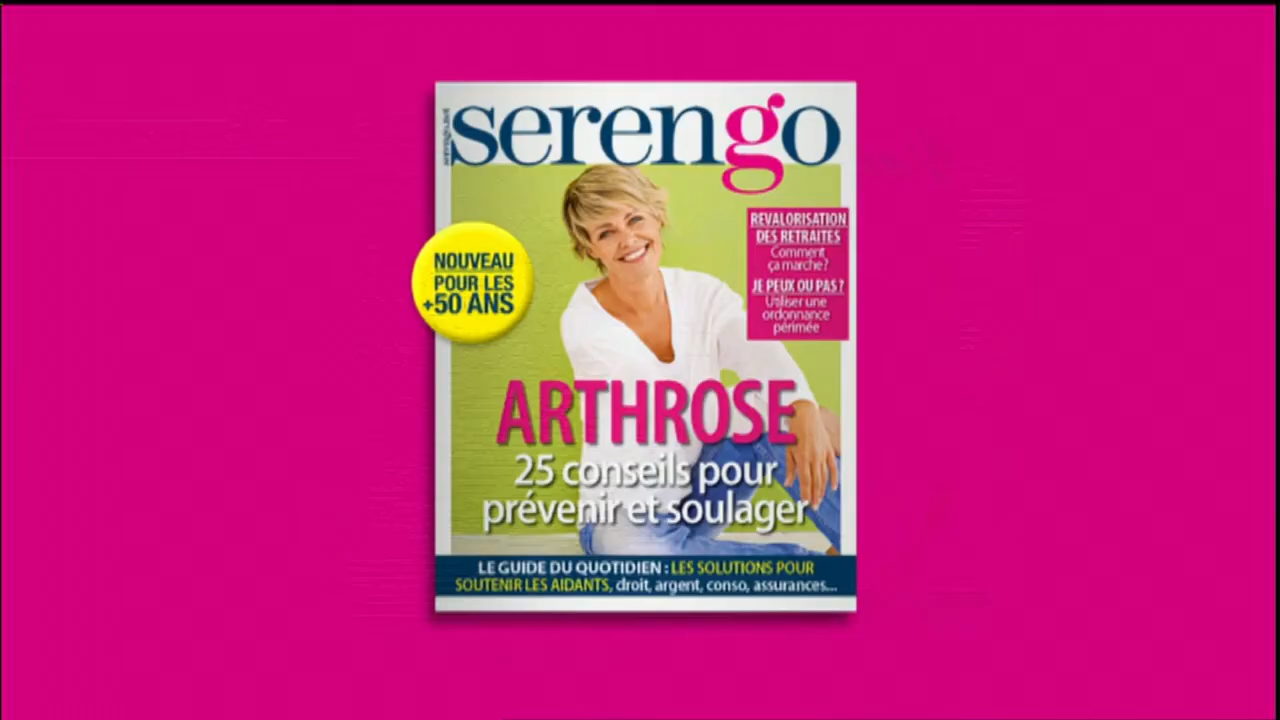 serengo
serengo.net
NOUVEAU
POUR LES
+50 ANS
REVALORISATION
DES RETRAITES
Comment
ça marche ?
JE PEUX OU PAS ?
Utiliser une
ordonnance
périmée
ARTHROSE
25 conseils pour
prévenir et soulager
LE GUIDE DU QUOTIDIEN : LES SOLUTIONS POUR
SOUTENIR LES AIDANTS, droit, argent, conso, assurances...